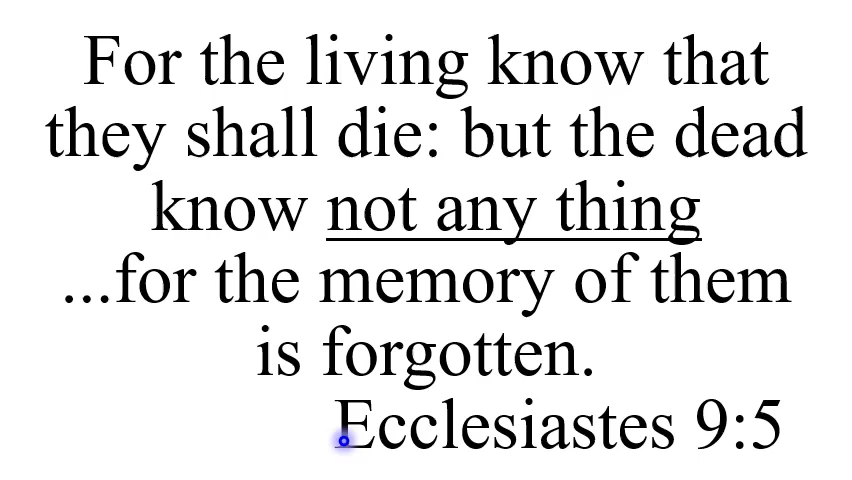 For the living know that
they shall die: but the dead
know not any thing
...for the memory of them
is forgotten.
Ecclesiastes 9:5